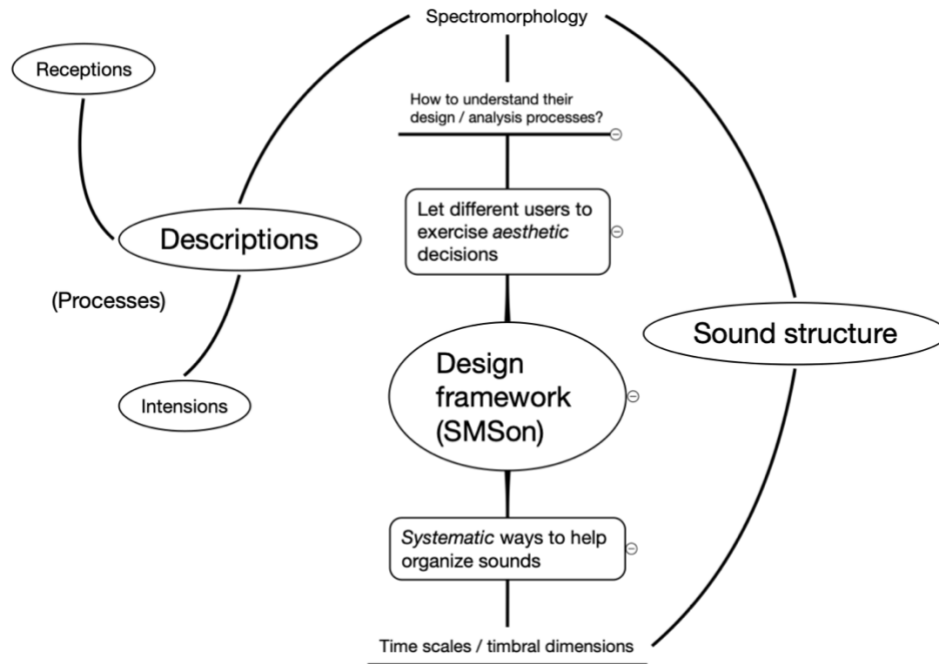 Spectromorphology
Receptions
How to understand their
design / analysis processes?
Let different users to
exercise aesthetic
decisions
Descriptions
(Processes)
Sound structure
Design
framework
(SMSon)
Intensions
Systematic ways to help
organize sounds
Time scales / timbral dimensions